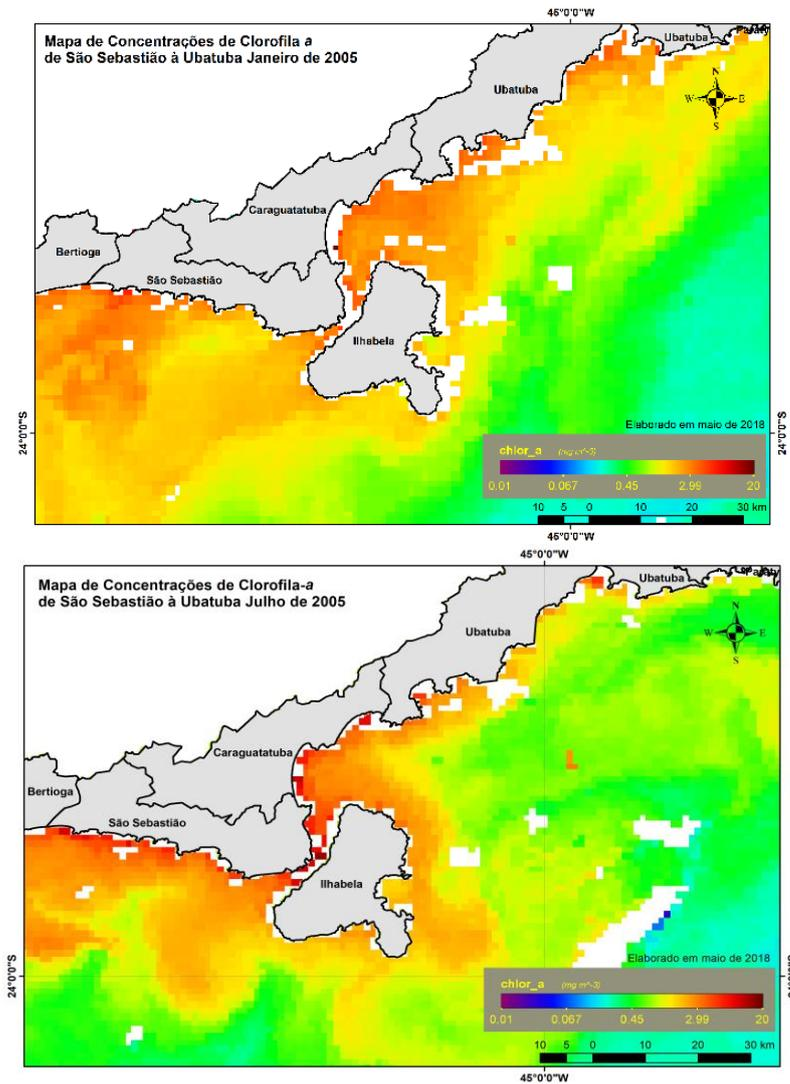 46°0'0"W
Mapa de Concentrações de Clorofila a
de São Sebastião à Ubatuba Janeiro de 2005
Ubatuba
Paraty
N
W
E
S
Ubatuba
Caraguatatuba
Bertioga
São Sebastião
Ilhabela
24°0'0"S
24°0'0"S
Elaborado em maio de 2018
chlor_a (mg m^-3)
0.01 0.067 0.45 2.99 20
10 5 0 10 20 30 km
46°0'0"W
45°0'0"W
Mapa de Concentrações de Clorofila-a
de São Sebastião à Ubatuba Julho de 2005
Ubatuba
Paraty
N
W
E
S
Ubatuba
Caraguatatuba
Bertioga
São Sebastião
Ilhabela
24°0'0"S
Elaborado em maio de 2018
chlor_a (mg m^-3)
0.01 0.067 0.45 2.99 20
10 5 0 10 20 30 km
45°0'0"W